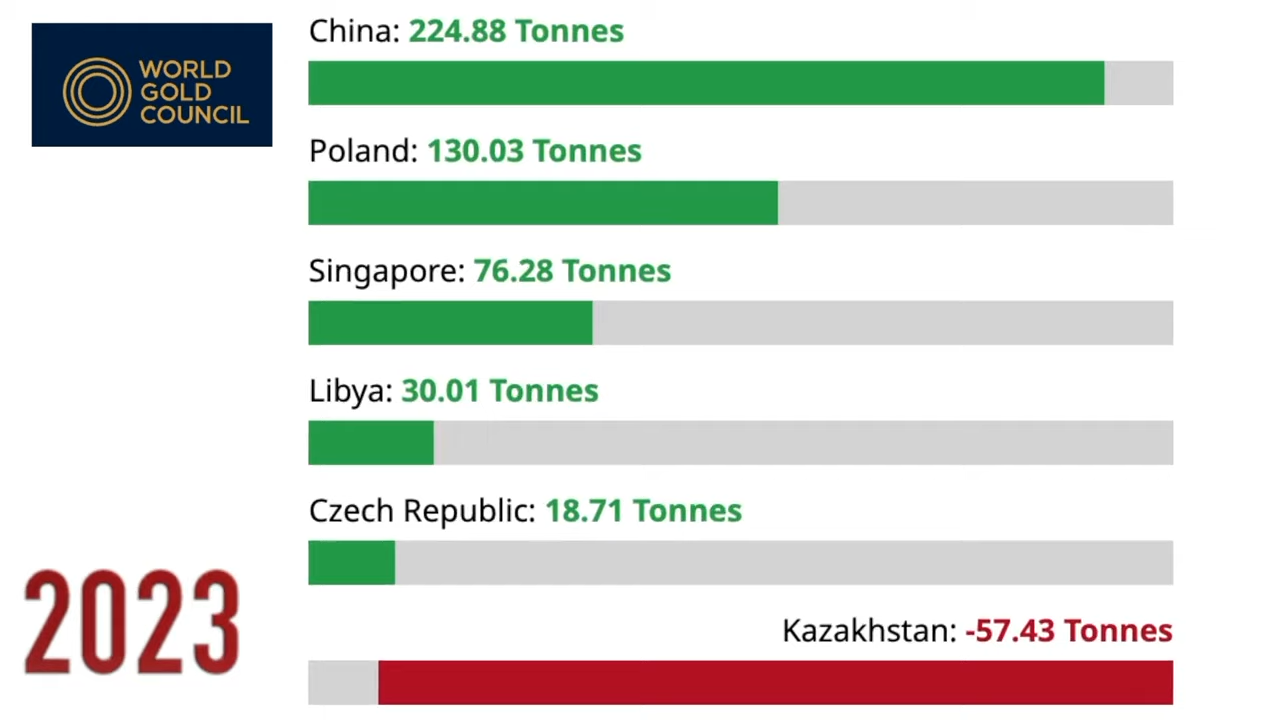 WORLD
GOLD
COUNCIL
China: 224.88 Tonnes
Poland: 130.03 Tonnes
Singapore: 76.28 Tonnes
Libya: 30.01 Tonnes
Czech Republic: 18.71 Tonnes
2023
Kazakhstan: -57.43 Tonnes